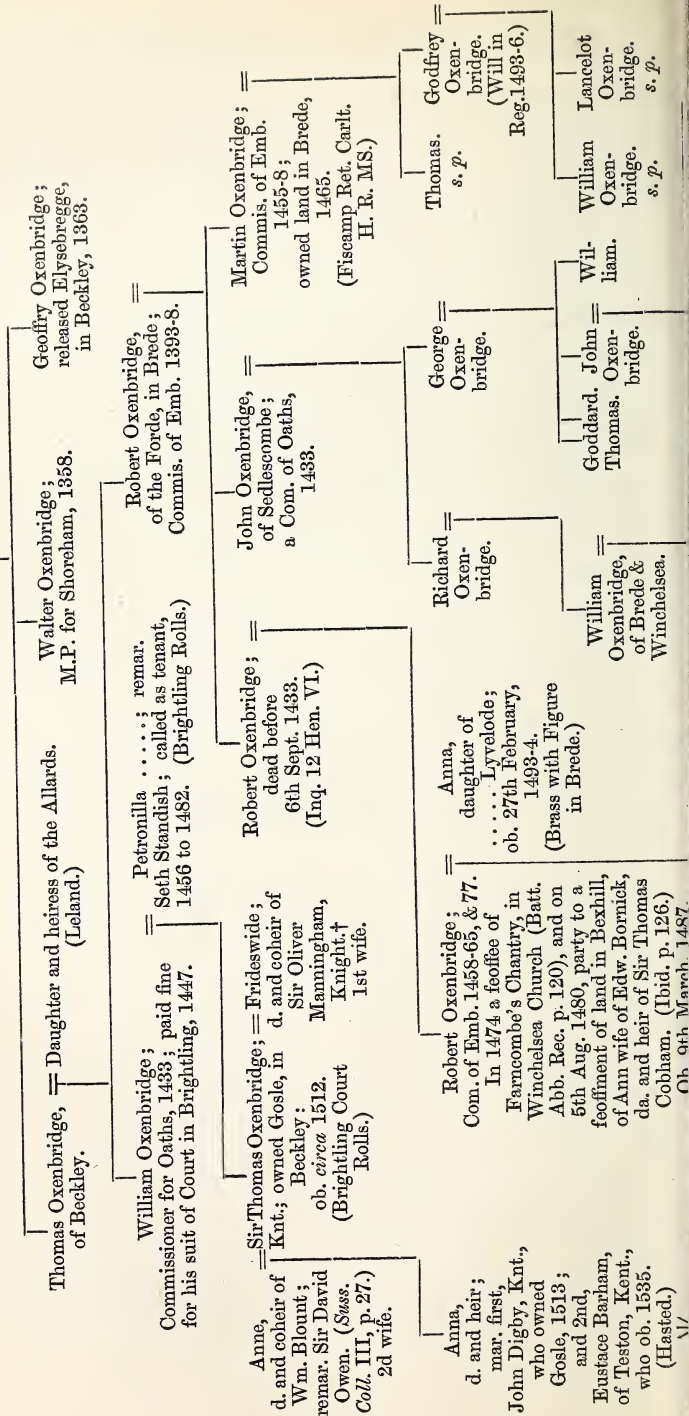 Thomas Oxenbridge, == Daughter and heiress of the Allards.
of Beckley. (Leland.)
Walter Oxenbridge;
M.P. for Shoreham, 1358.
Geoffry Oxenbridge;
released Elysebregge,
in Beckley, 1363.
William Oxenbridge; ==
Commissioner for Oaths, 1433; paid fine
for his suit of Court in Brightling, 1447.
Petronilla .....; remar.
Seth Standish; called as tenant,
1456 to 1482. (Brightling Rolls.)
Robert Oxenbridge, ==
of the Forde, in Brede;
Commis. of Emb. 1393-8.
Anne,
d. and coheir of
Wm. Blount;
remar. Sir David
Owen. (Suss.
Coll. III, p. 27.)
2d wife.
==Sir Thomas Oxenbridge; == Frideswide;
Knt.; owned Gosle, in
Beckley:
ob. circa 1512.
(Brightling Court
Rolls.)
d. and coheir of
Sir Oliver
Manningham,
Knight.†
1st wife.
Robert Oxenbridge; ==
dead before
6th Sept. 1433.
(Inq. 12 Hen. VI.)
John Oxenbridge, ==
of Sedlescombe;
a Com. of Oaths,
1433.
Martin Oxenbridge; ==
Commis. of Emb.
1455-8;
owned land in Brede,
1465.
(Fiscamp Ret. Carlt.
H. R. MS.)
Anna,
d. and heir;
mar. first,
John Digby, Knt.,
who owned
Gosle, 1513;
and 2nd,
Eustace Barham,
of Teston, Kent.,
who ob. 1535.
(Hasted.)
Robert Oxenbridge; ==
Com. of Emb. 1458-65, & 77.
In 1474 a feoffee of
Farncombe's Chantry, in
Winchelsea Church (Batt.
Abb. Rec. p. 120), and on
5th Aug. 1480, party to a
feoffment of land in Bexhill,
of Ann wife of Edw. Bornick,
da. and heir of Sir Thomas
Cobham. (Ibid. p. 126.)
Ob. 9th March, 1487.
Anna,
daughter of
..... Lyvelode;
ob. 27th February,
1493-4.
(Brass with Figure
in Brede.)
Richard ==
Oxen-
bridge.
George ==
Oxen-
bridge.
Thomas.
s. p.
Godfrey ==
Oxen-
bridge.
(Will in
Reg. 1493-6.)
William ==
Oxenbridge,
of Brede &
Winchelsea.
Goddard.
Thomas.
John ==
Oxen-
bridge.
Wil-
liam.
William
Oxen-
bridge.
s. p.
Lancelot
Oxen-
bridge.
s. p.